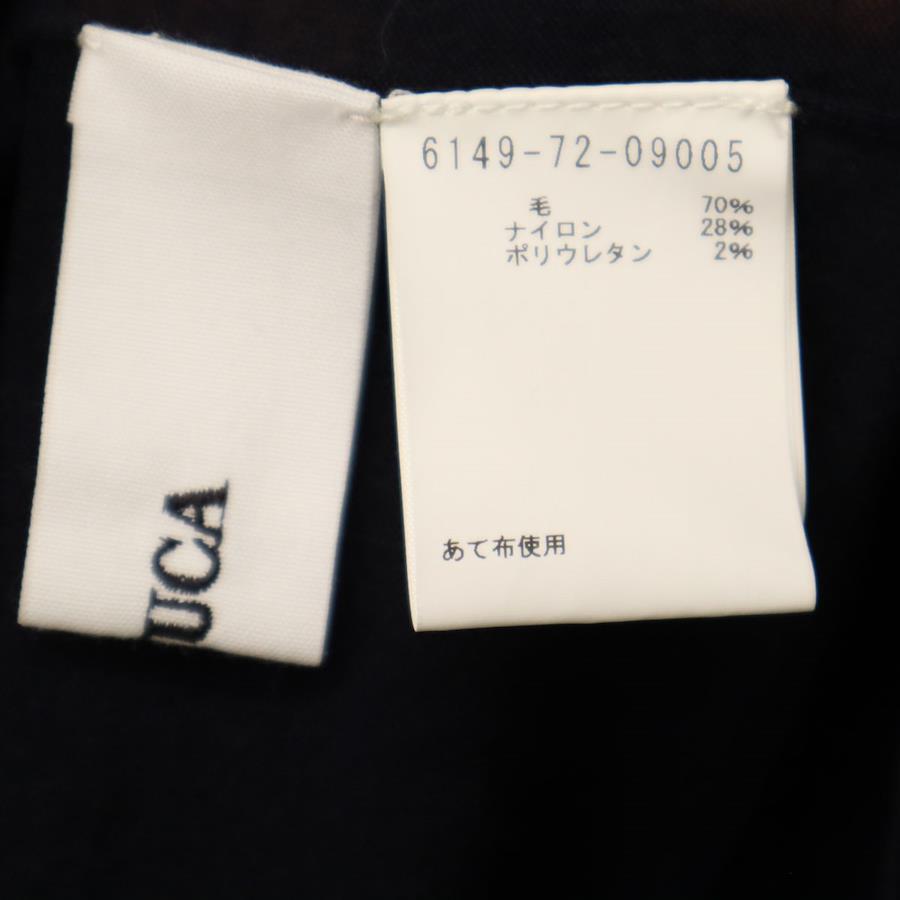 UCA
6149-72-09005
毛 70%
ナイロン 28%
ポリウレタン 2%
あて布使用